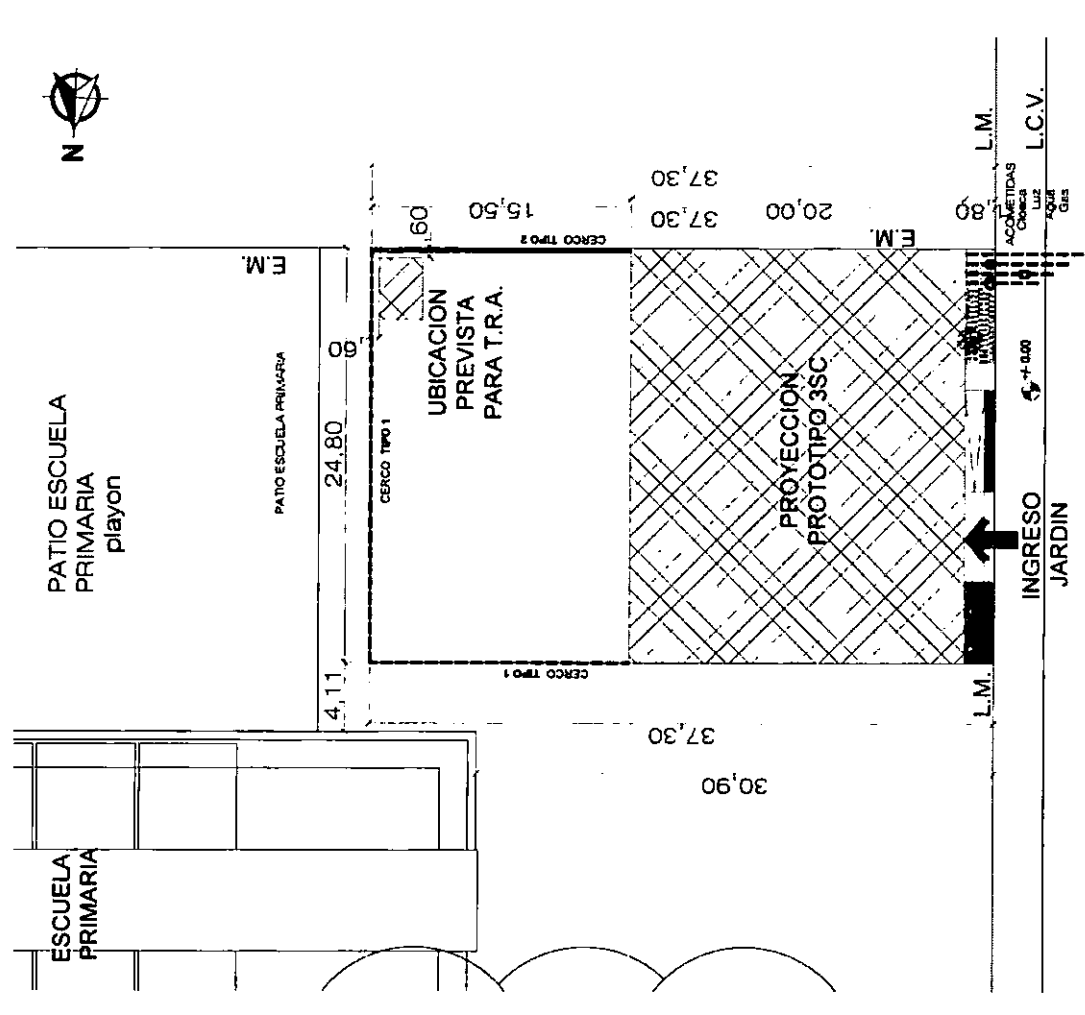 N
PATIO ESCUELA
PRIMARIA
playon
PATIO ESCUELA PRIMARIA
E.M.
24,80
4,11
ESCUELA
PRIMARIA
CERCO TIPO 1
CERCO TIPO 2
CERCO TIPO 1
,60
,60
UBICACION
PREVISTA
PARA T.R.A.
15,50
37,30
37,30
20,00
1,80
E.M.
PROYECCION
PROTOTIPO 3SC
37,30
30,90
L.M.
L.M.
L.C.V.
ACOMETIDAS
Cloaca
Luz
Agua
Gas
+/- 0.00
INGRESO
JARDIN